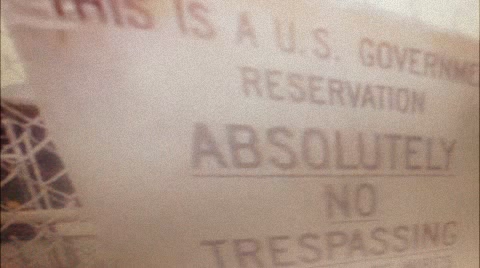 THIS IS A U.S. GOVERNME
RESERVATION
ABSOLUTELY
NO
TRESPASSING